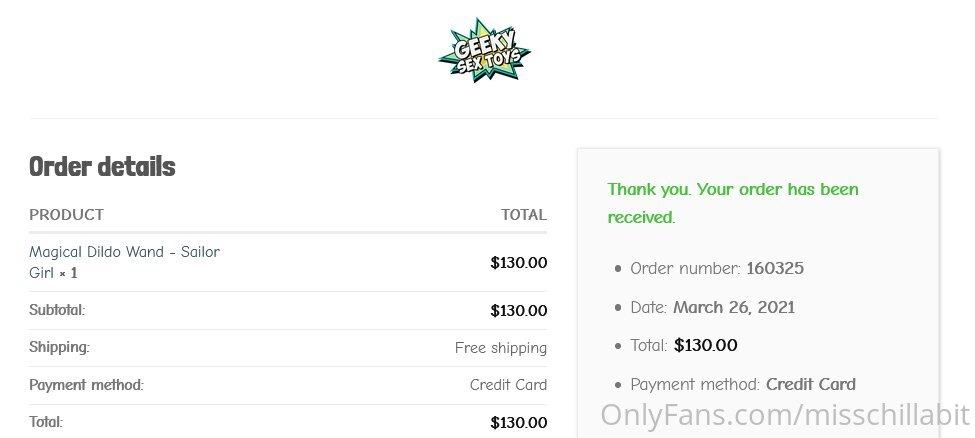 GEEKY
SEX TOYS
Order details
PRODUCT TOTAL
Magical Dildo Wand - Sailor
Girl × 1 $130.00
Subtotal: $130.00
Shipping: Free shipping
Payment method: Credit Card
Total: $130.00
Thank you. Your order has been
received.
Order number: 160325
Date: March 26, 2021
Total: $130.00
Payment method: Credit Card
OnlyFans.com/misschillabit